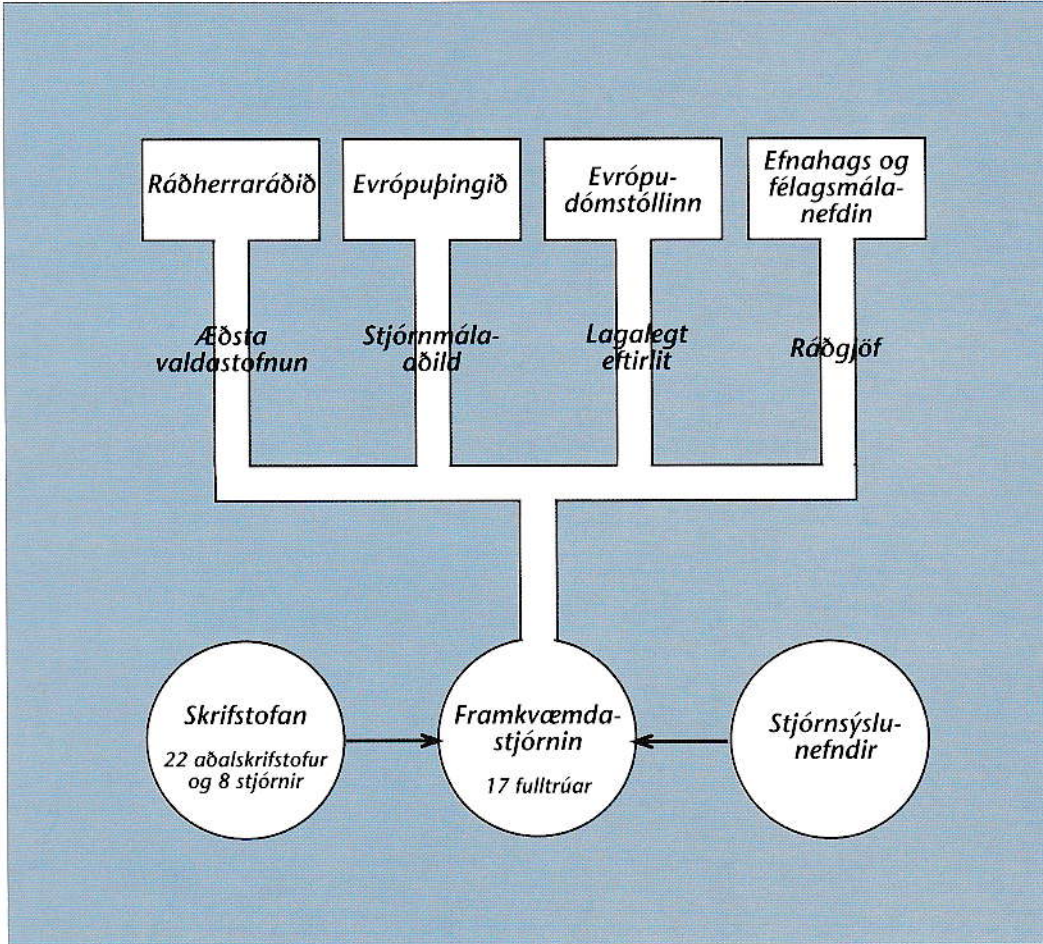 Ráðherraráðið
Evrópuþingið
Evrópu-
dómstóllinn
Efnahags og
félagsmála-
nefdin
Æðsta
valdastofnun
Stjórnmála-
aðild
Lagalegt
eftirlit
Ráðgjöf
Skrifstofan
22 aðalskrifstofur
og 8 stjórnir
Framkvæmda-
stjórnin
17 fulltrúar
Stjórnsýslu-
nefndir